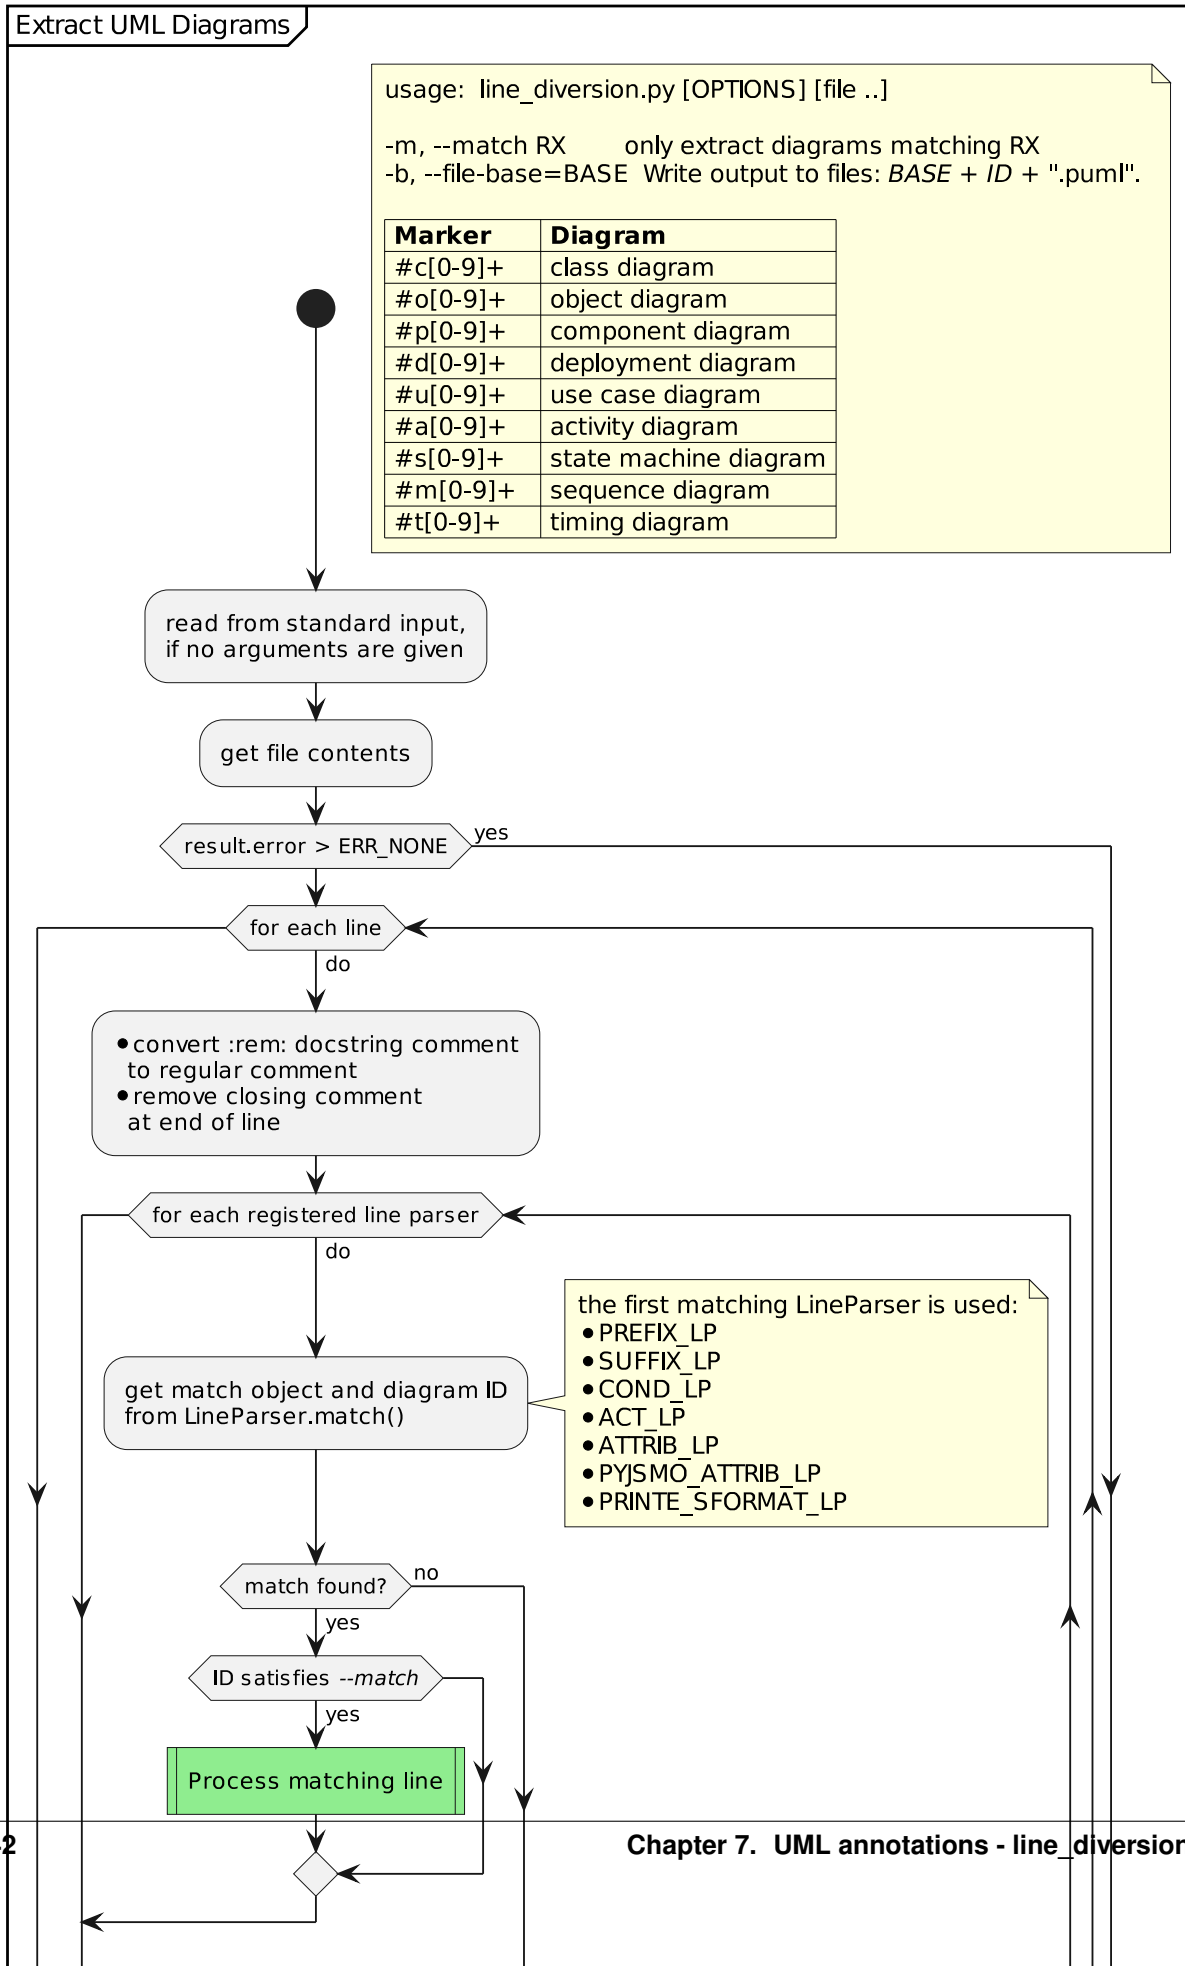 Extract UML Diagrams
usage:  line_diversion.py [OPTIONS] [file ..]
-m, --match RX        only extract diagrams matching RX
-b, --file-base=BASE  Write output to files: BASE + ID + ".puml".
Marker Diagram
#c[0-9]+ class diagram
#o[0-9]+ object diagram
#p[0-9]+ component diagram
#d[0-9]+ deployment diagram
#u[0-9]+ use case diagram
#a[0-9]+ activity diagram
#s[0-9]+ state machine diagram
#m[0-9]+ sequence diagram
#t[0-9]+ timing diagram
read from standard input,
if no arguments are given
get file contents
result.error > ERR_NONE
yes
for each line
do
•convert :rem: docstring comment
to regular comment
•remove closing comment
at end of line
for each registered line parser
do
the first matching LineParser is used:
•PREFIX_LP
•SUFFIX_LP
•COND_LP
•ACT_LP
•ATTRIB_LP
•PYJSMO_ATTRIB_LP
•PRINTE_SFORMAT_LP
get match object and diagram ID
from LineParser.match()
match found?
no
yes
ID satisfies --match
yes
Process matching line
2
Chapter 7.  UML annotations - line_diversion